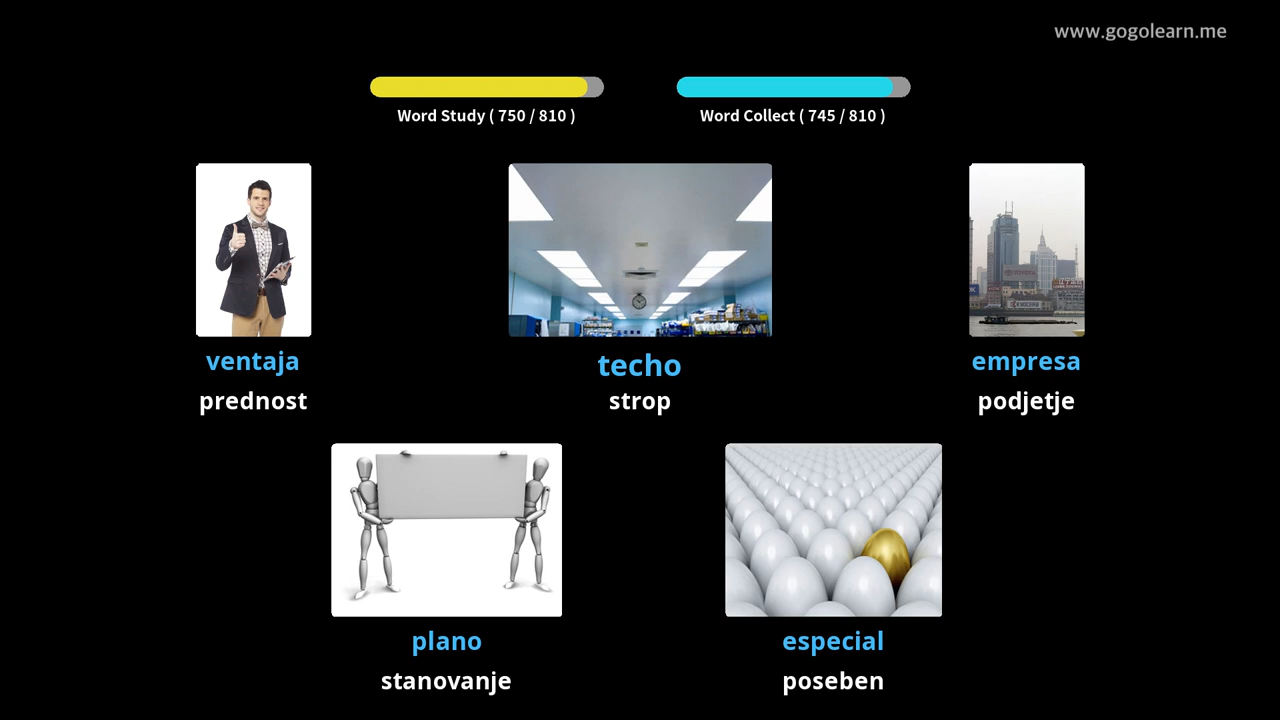 www.gogolearn.me
Word Study ( 750 / 810 )
Word Collect ( 745 / 810 )
ventaja
techo
empresa
prednost
strop
podjetje
plano
especial
stanovanje
poseben